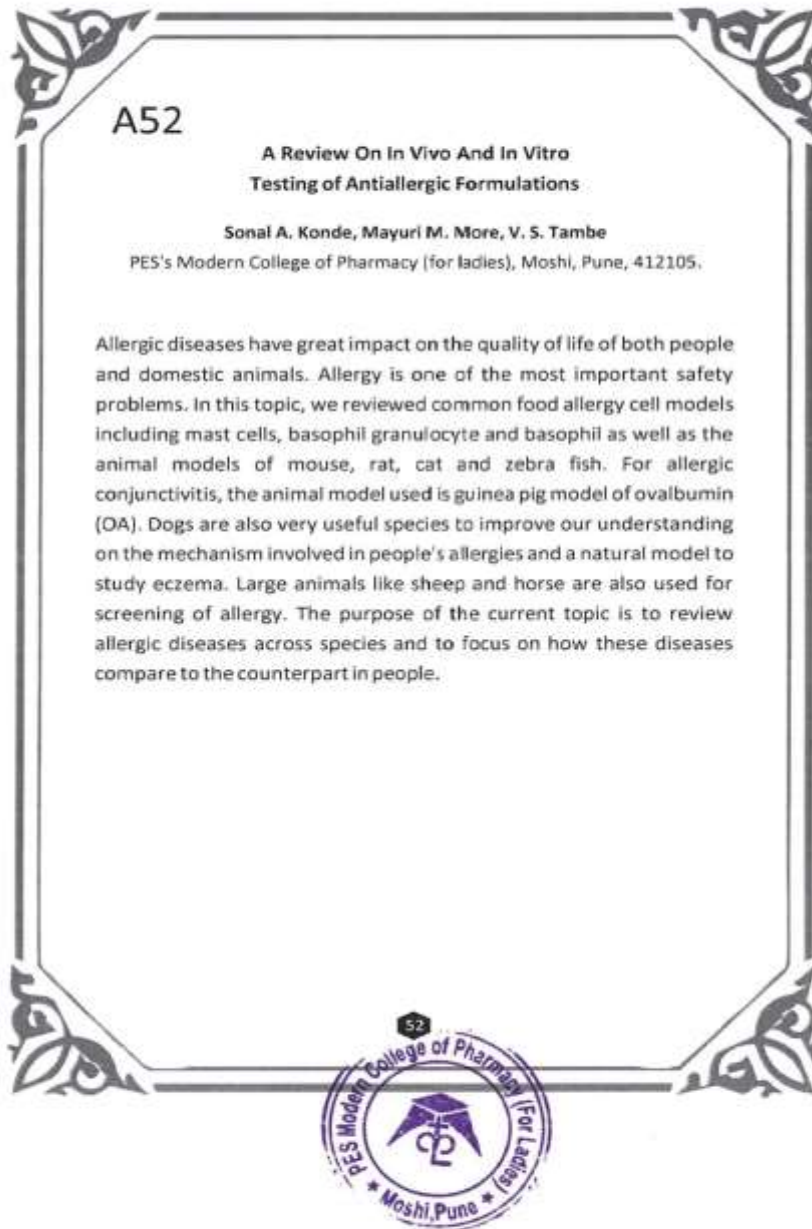 A52
A Review On In Vivo And In Vitro
Testing of Antiallergic Formulations
Sonal A. Konde, Mayuri M. More, V. S. Tambe
PES's Modern College of Pharmacy (for ladies), Moshi, Pune, 412105.
Allergic diseases have great impact on the quality of life of both people
and domestic animals. Allergy is one of the most important safety
problems. In this topic, we reviewed common food allergy cell models
including mast cells, basophil granulocyte and basophil as well as the
animal models of mouse, rat, cat and zebra fish. For allergic
conjunctivitis, the animal model used is guinea pig model of ovalbumin
(OA). Dogs are also very useful species to improve our understanding
on the mechanism involved in people's allergies and a natural model to
study eczema. Large animals like sheep and horse are also used for
screening of allergy. The purpose of the current topic is to review
allergic diseases across species and to focus on how these diseases
compare to the counterpart in people.
52
PES Modern College of Pharmacy (For Ladies)
★ Moshi,Pune ★